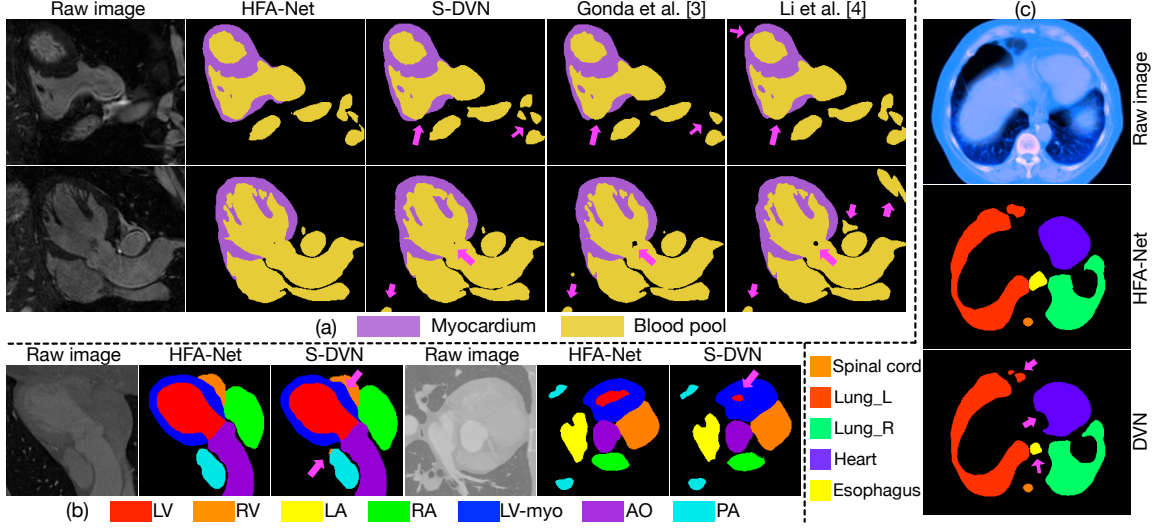 Raw image HFA-Net S-DVN Gonda et al. [3] Li et al. [4]
(a) Myocardium Blood pool
Raw image HFA-Net S-DVN Raw image HFA-Net S-DVN
(b) LV RV LA RA LV-myo AO PA
(c)
Raw image
HFA-Net
DVN
Spinal cord
Lung_L
Lung_R
Heart
Esophagus